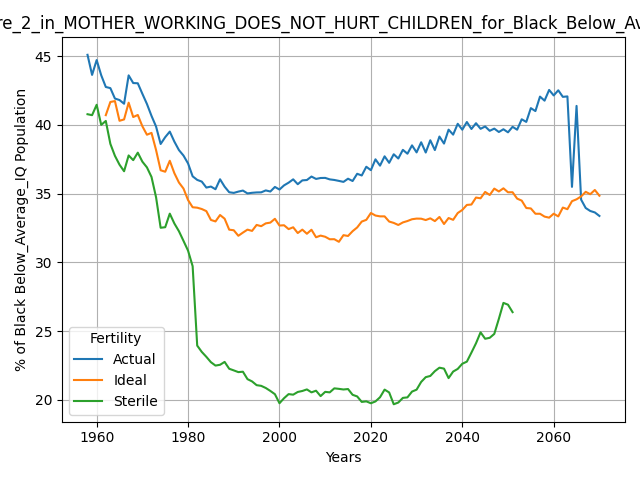 re_2_in_MOTHER_WORKING_DOES_NOT_HURT_CHILDREN_for_Black_Below_Av
% of Black Below_Average_IQ Population
45
40
35
30
25
20
Fertility
Actual
Ideal
Sterile
1960 1980 2000 2020 2040 2060
Years